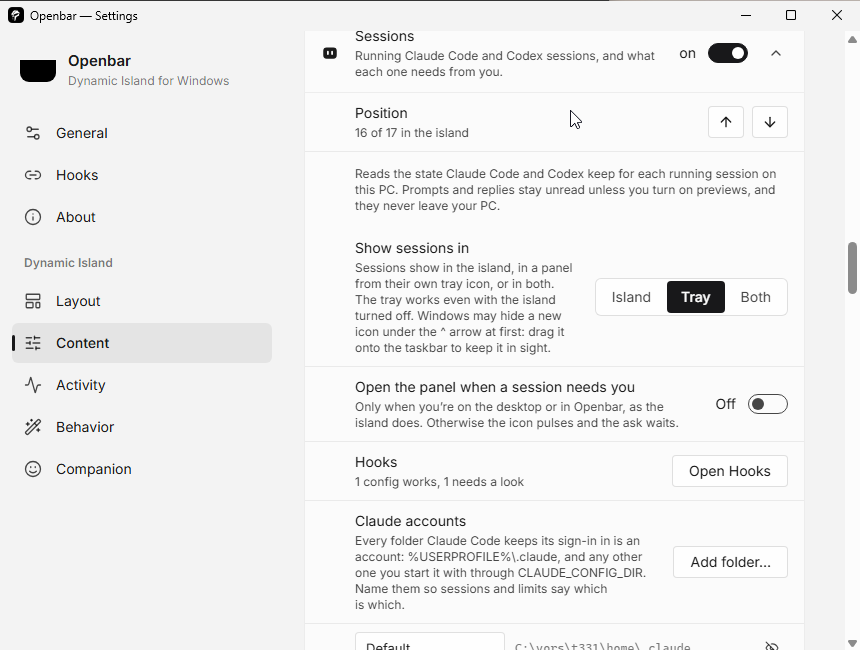 Openbar — Settings
Openbar
Dynamic Island for Windows
General
Hooks
About
Dynamic Island
Layout
Content
Activity
Behavior
Companion
Sessions
Running Claude Code and Codex sessions, and what
each one needs from you.
on
Position
16 of 17 in the island
Reads the state Claude Code and Codex keep for each running session on
this PC. Prompts and replies stay unread unless you turn on previews, and
they never leave your PC.
Show sessions in
Sessions show in the island, in a panel
from their own tray icon, or in both.
The tray works even with the island
turned off. Windows may hide a new
icon under the ^ arrow at first: drag it
onto the taskbar to keep it in sight.
Island Tray Both
Open the panel when a session needs you
Only when you're on the desktop or in Openbar, as the
island does. Otherwise the icon pulses and the ask waits.
Off
Hooks
1 config works, 1 needs a look
Open Hooks
Claude accounts
Every folder Claude Code keeps its sign-in in is an
account: %USERPROFILE%\.claude, and any other
one you start it with through CLAUDE_CONFIG_DIR.
Name them so sessions and limits say which
is which.
Add folder...
Default C:\vors\t331\home\.claude